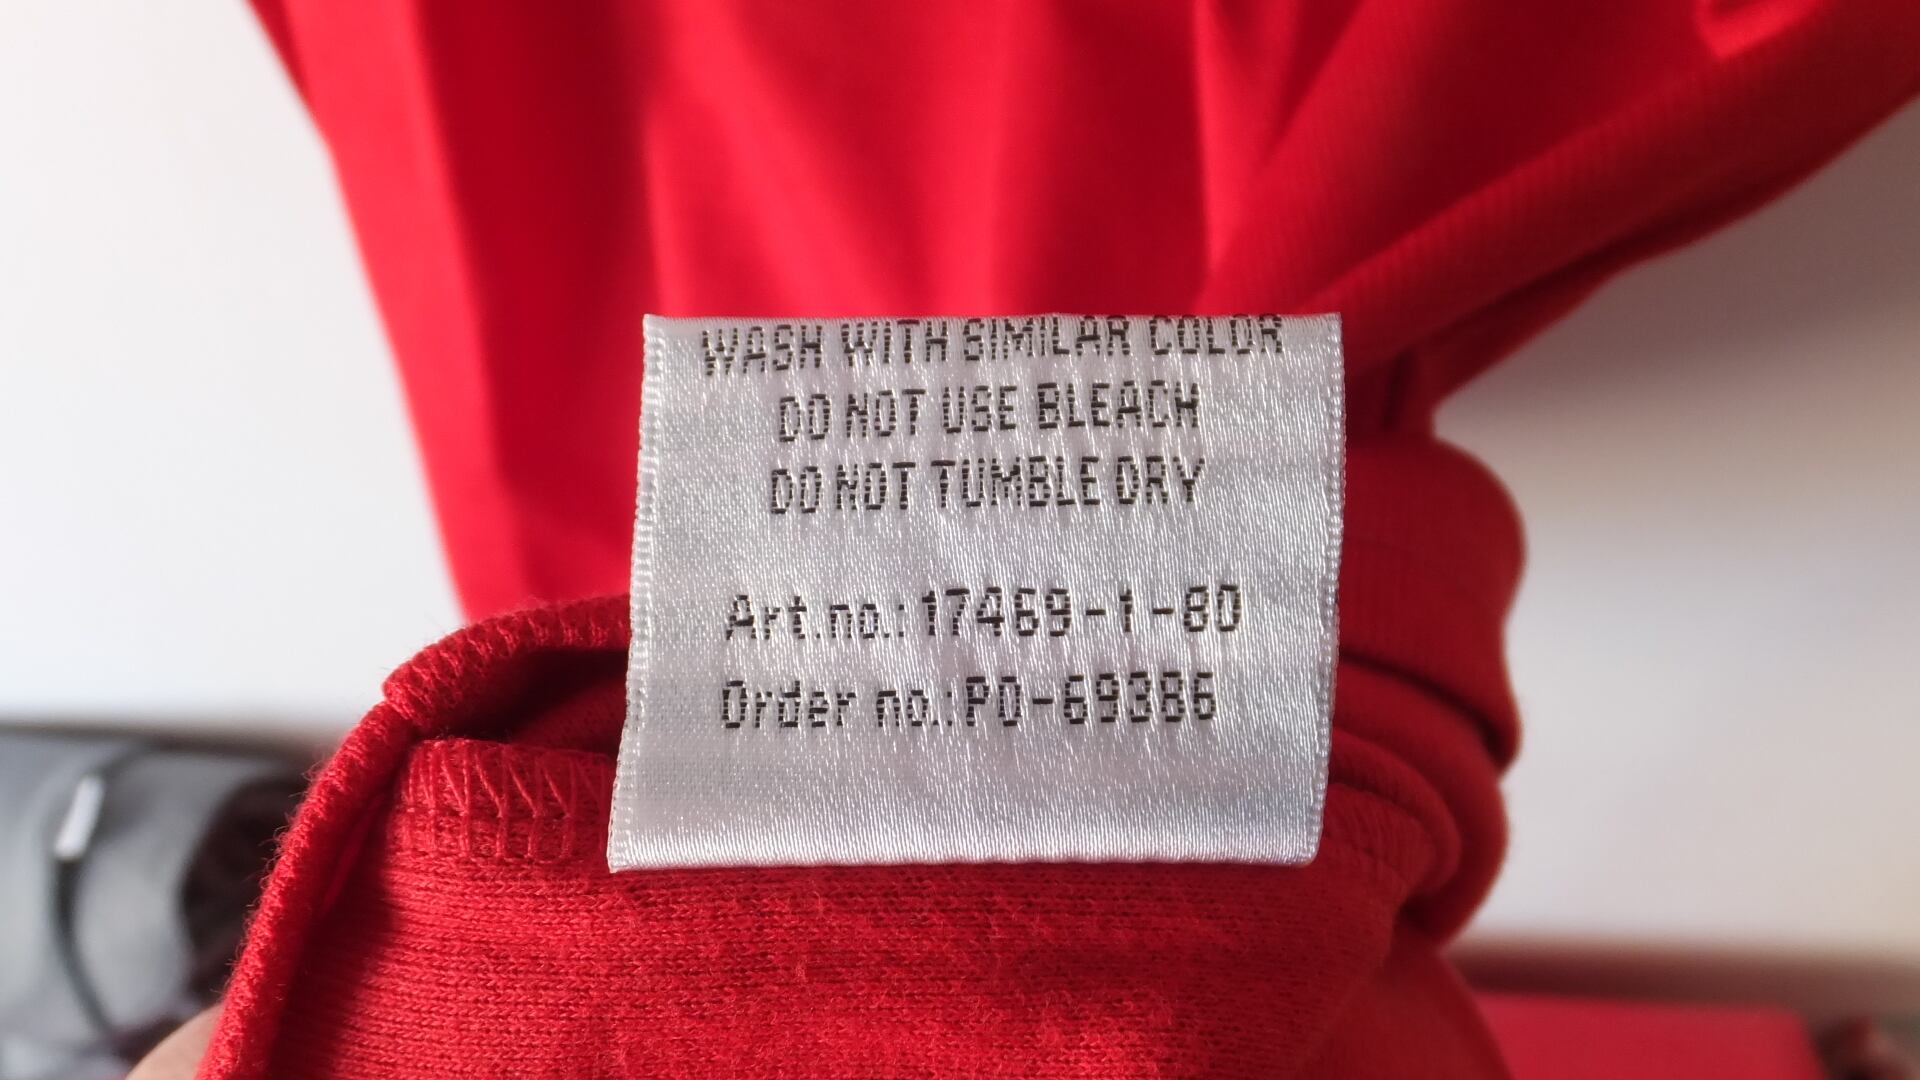 WASH WITH SIMILAR COLOR
DO NOT USE BLEACH
DO NOT TUMBLE DRY
Art.no.:17469-1-80
Order no.:PO-69386